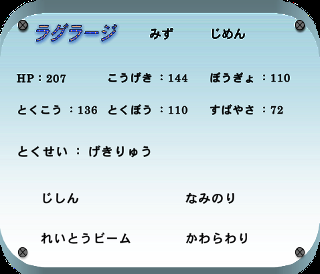 ラグラージ みず じめん
HP：207 こうげき：144 ぼうぎょ：110
とくこう：136 とくぼう：110 すばやさ：72
とくせい：げきりゅう
じしん なみのり
れいとうビーム かわらわり